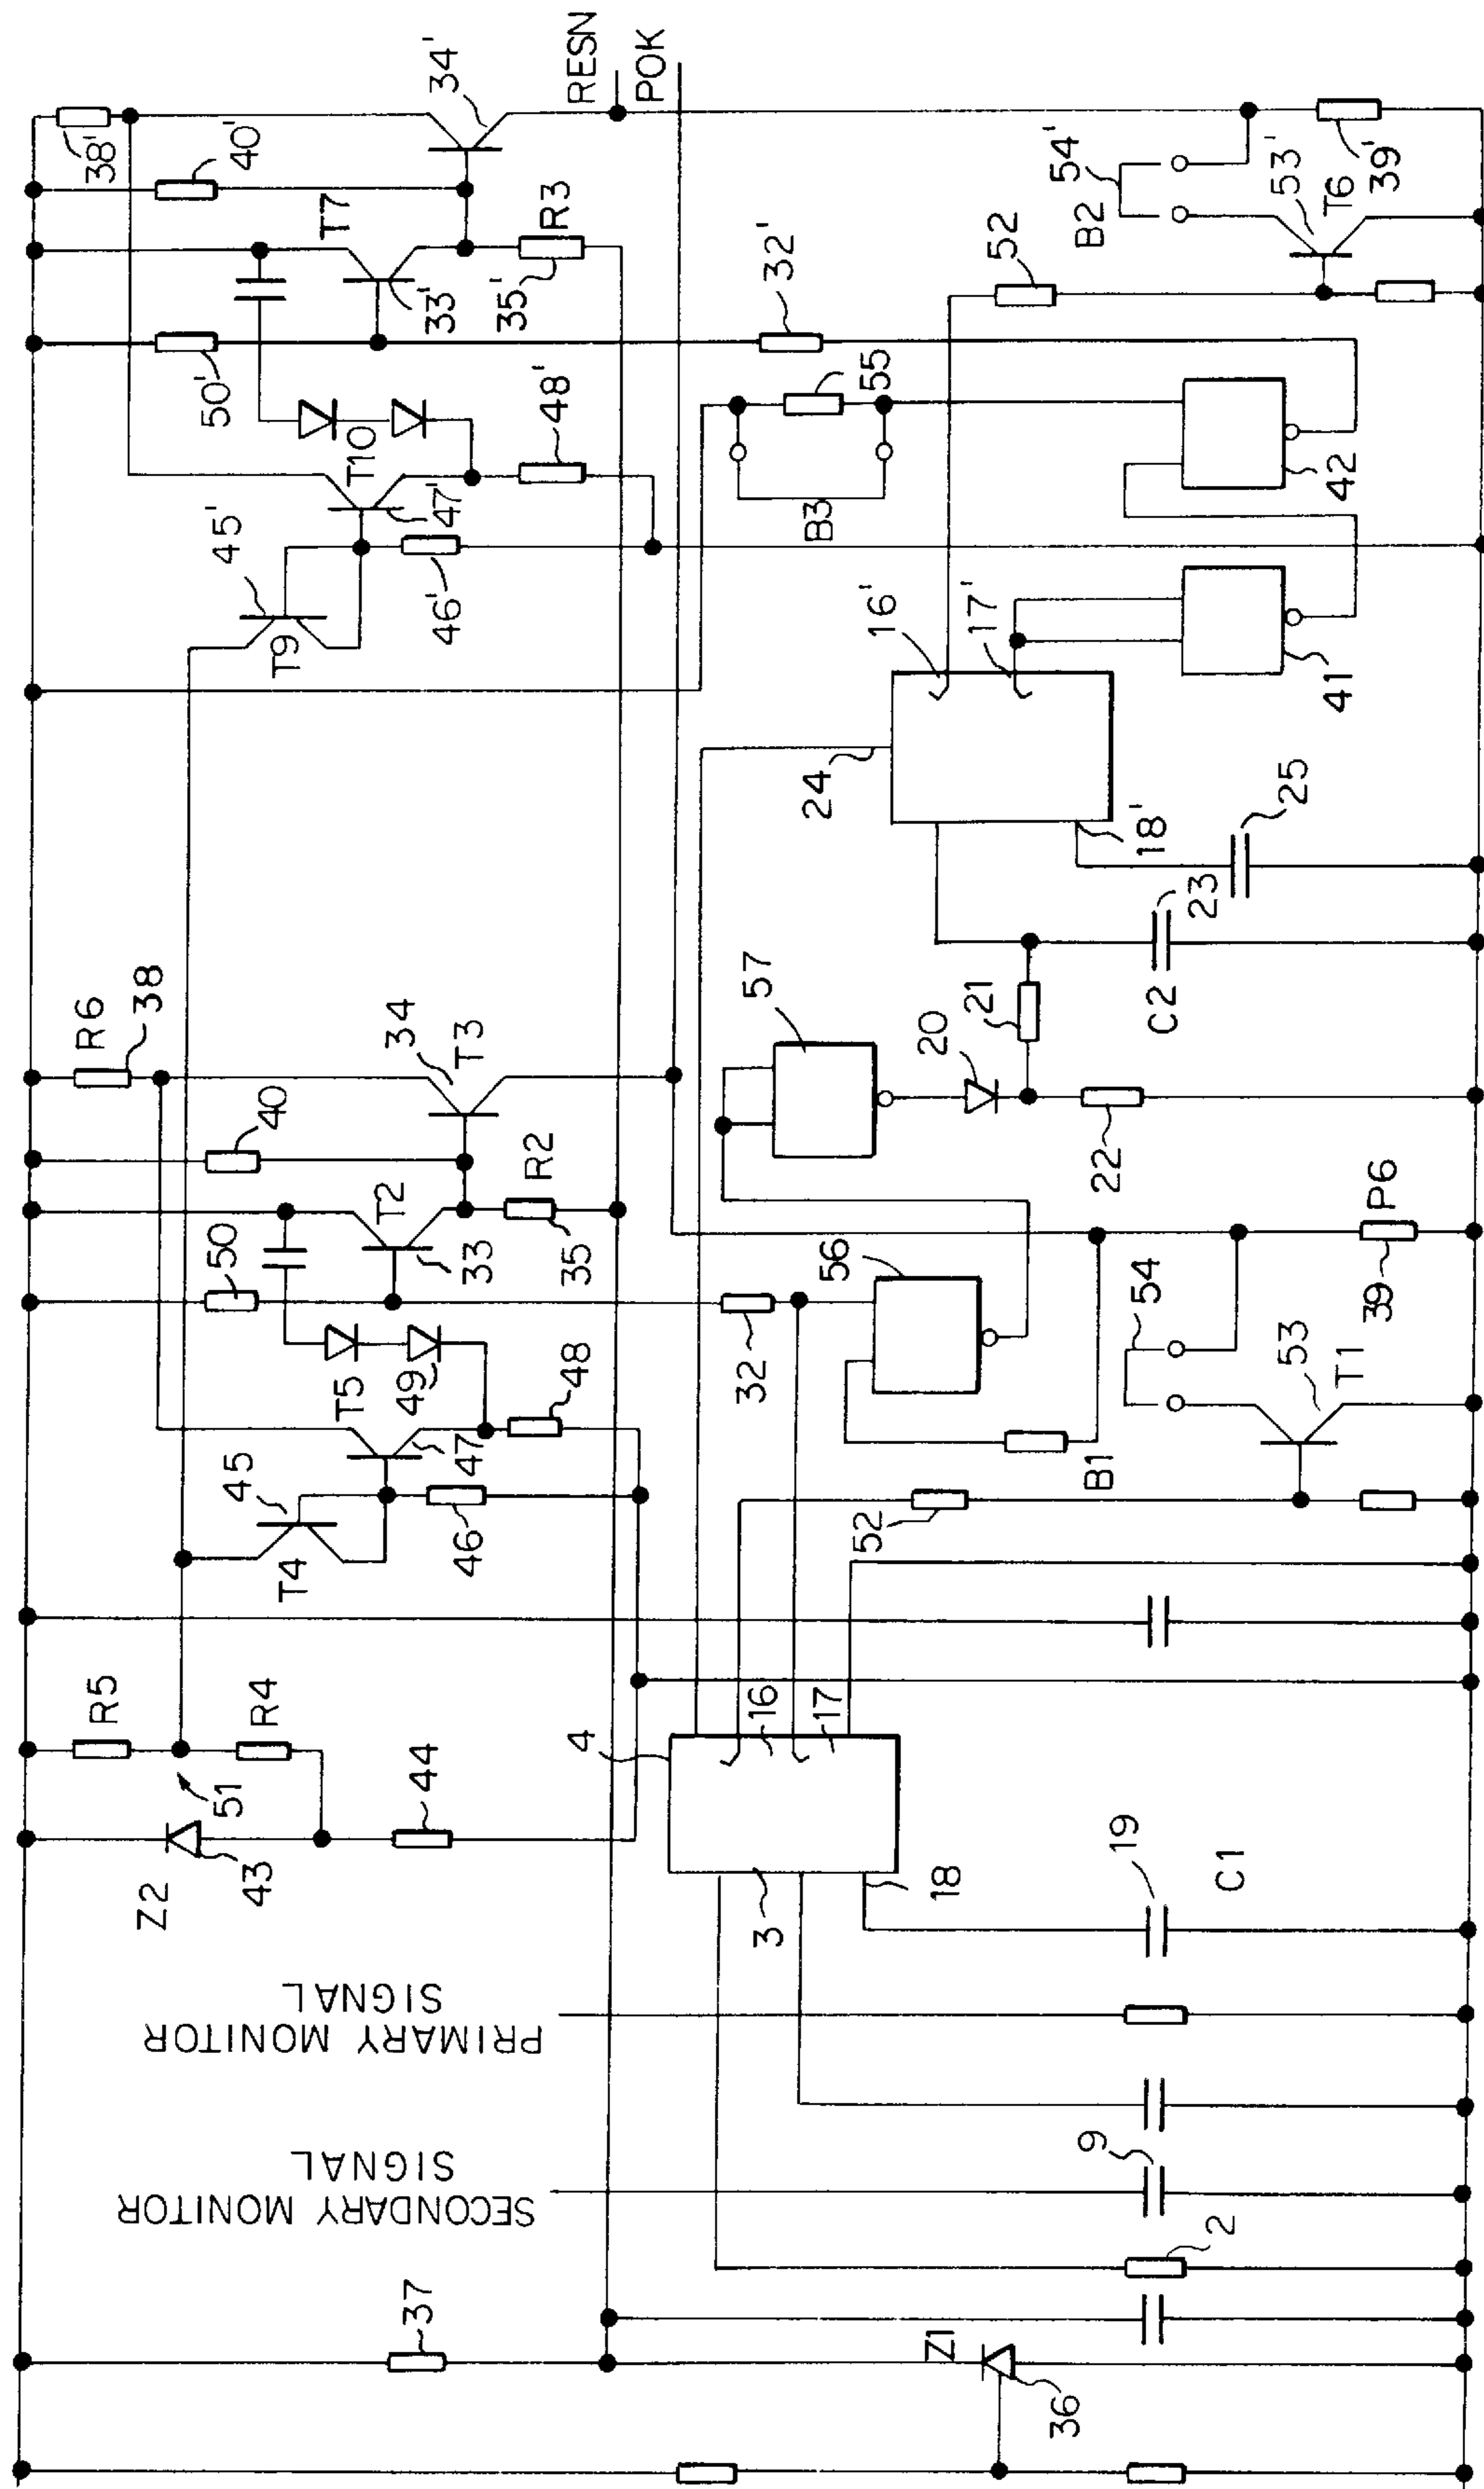 38'
40'
34'
RESN
POK
T7
50'
33'
35'
R3
32'
T10
47'
48'
55
B3
45'
T9
46'
52
B2
54'
53'
T6
39'
42
16'
17'
41
24
18'
25
23
C2
R6
38
34
T3
40
57
20
21
22
T2
R2
50
33
35
56
P6
39
54
53
T1
32
T5
49
48
47
45
T4
46
B1
52
R5
R4
51
4
16
17
Z2
43
44
3
18
19
C1
PRIMARY MONITOR
SIGNAL
SECONDARY MONITOR
SIGNAL
9
2
37
Z1
36